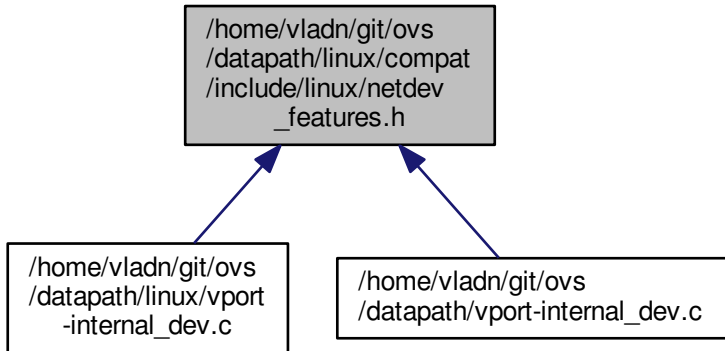 /home/vladn/git/ovs
/datapath/linux/compat
/include/linux/netdev
_features.h
/home/vladn/git/ovs
/datapath/linux/vport
-internal_dev.c
/home/vladn/git/ovs
/datapath/vport-internal_dev.c